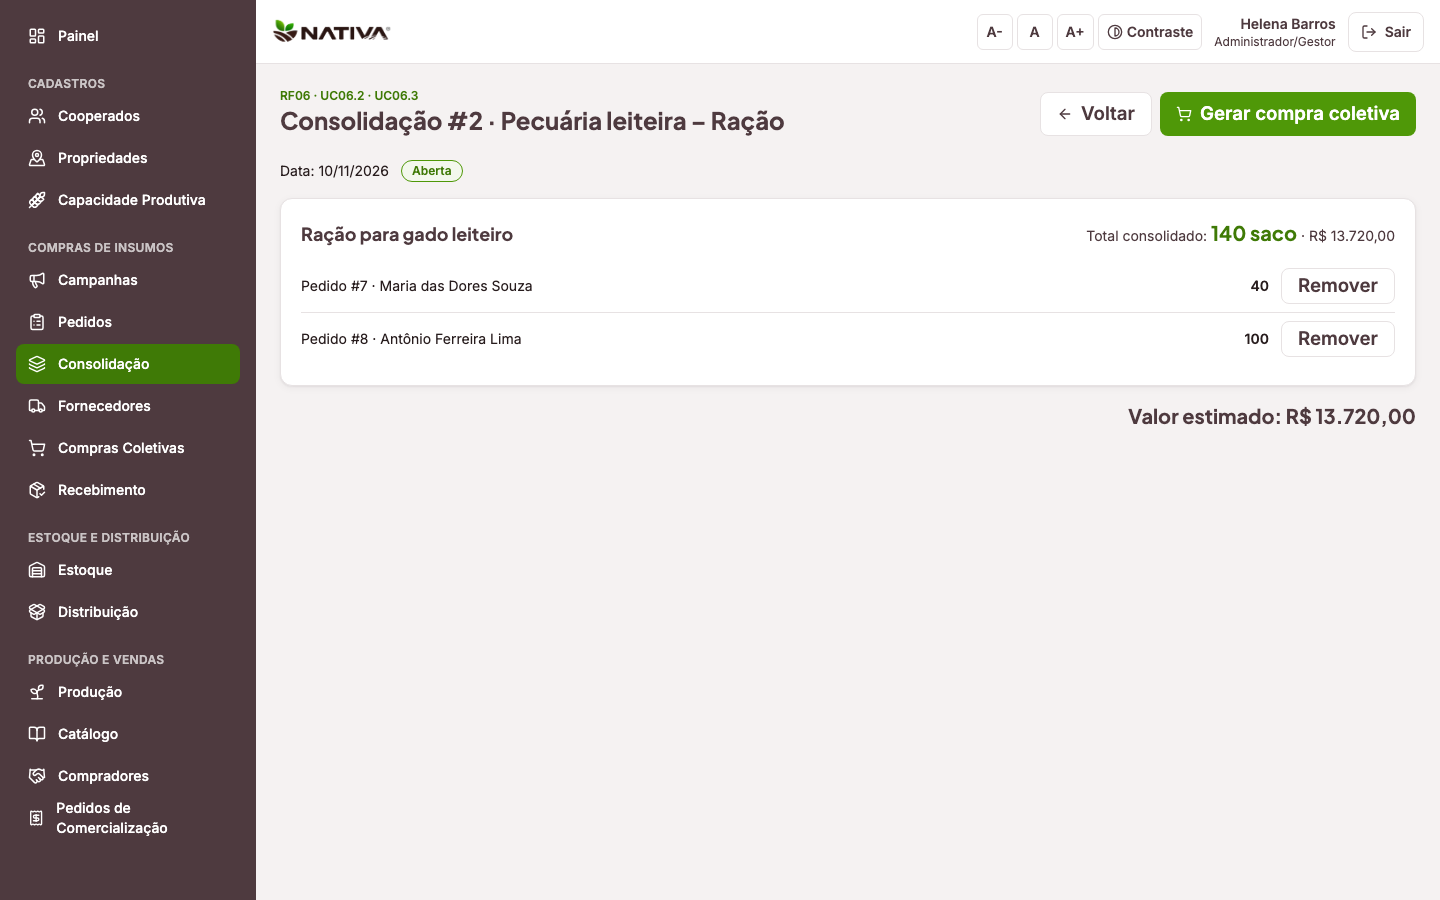 Painel
CADASTROS
Cooperados
Propriedades
Capacidade Produtiva
COMPRAS DE INSUMOS
Campanhas
Pedidos
Consolidação
Fornecedores
Compras Coletivas
Recebimento
ESTOQUE E DISTRIBUIÇÃO
Estoque
Distribuição
PRODUÇÃO E VENDAS
Produção
Catálogo
Compradores
Pedidos de
Comercialização
NATIVA
A-
A
A+
Contraste
Helena Barros
Administrador/Gestor
Sair
RF06 · UC06.2 · UC06.3
Consolidação #2 · Pecuária leiteira – Ração
Voltar
Gerar compra coletiva
Data: 10/11/2026
Aberta
Ração para gado leiteiro
Total consolidado: 140 saco · R$ 13.720,00
Pedido #7 · Maria das Dores Souza
40
Remover
Pedido #8 · Antônio Ferreira Lima
100
Remover
Valor estimado: R$ 13.720,00